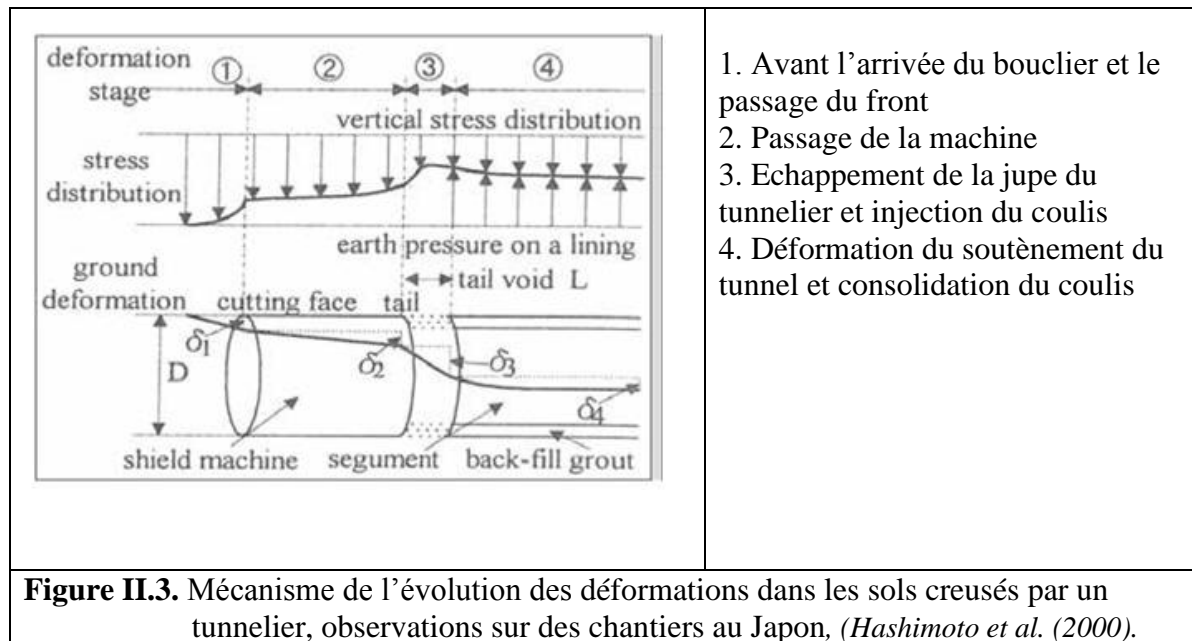 deformation
stage
① ② ③ ④
vertical stress distribution
stress
distribution
earth pressure on a lining
ground
deformation
tail void L
cutting face
tail
δ1
D
δ2
δ3
δ4
shield machine
segument
back-fill grout
1. Avant l’arrivée du bouclier et le
passage du front
2. Passage de la machine
3. Echappement de la jupe du
tunnelier et injection du coulis
4. Déformation du soutènement du
tunnel et consolidation du coulis
Figure II.3. Mécanisme de l’évolution des déformations dans les sols creusés par un
tunnelier, observations sur des chantiers au Japon, (Hashimoto et al. (2000).